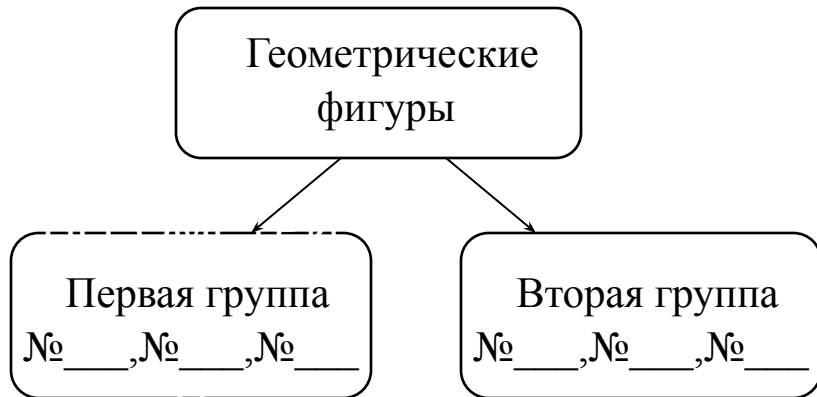 Геометрические
фигуры
Первая группа
№___,№___,№___
Вторая группа
№___,№___,№___